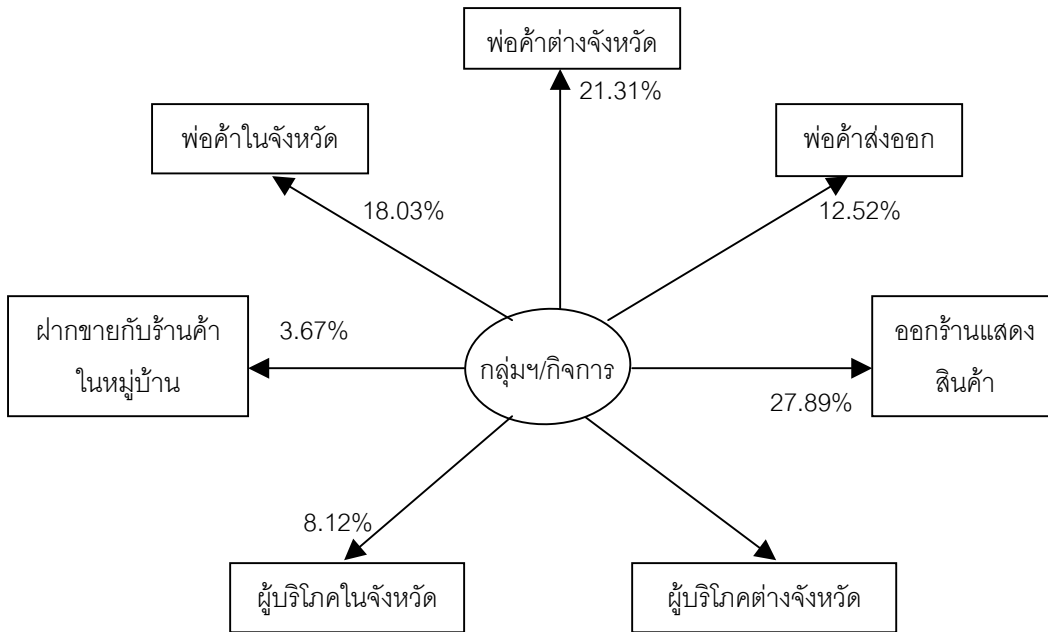 พ่อค้าต่างจังหวัด
21.31%
พ่อค้าในจังหวัด
พ่อค้าส่งออก
18.03%
12.52%
ฝากขายกับร้านค้า
ในหมู่บ้าน
3.67%
กลุ่มฯ/กิจการ
ออกร้านแสดง
สินค้า
27.89%
8.12%
ผู้บริโภคในจังหวัด
ผู้บริโภคต่างจังหวัด